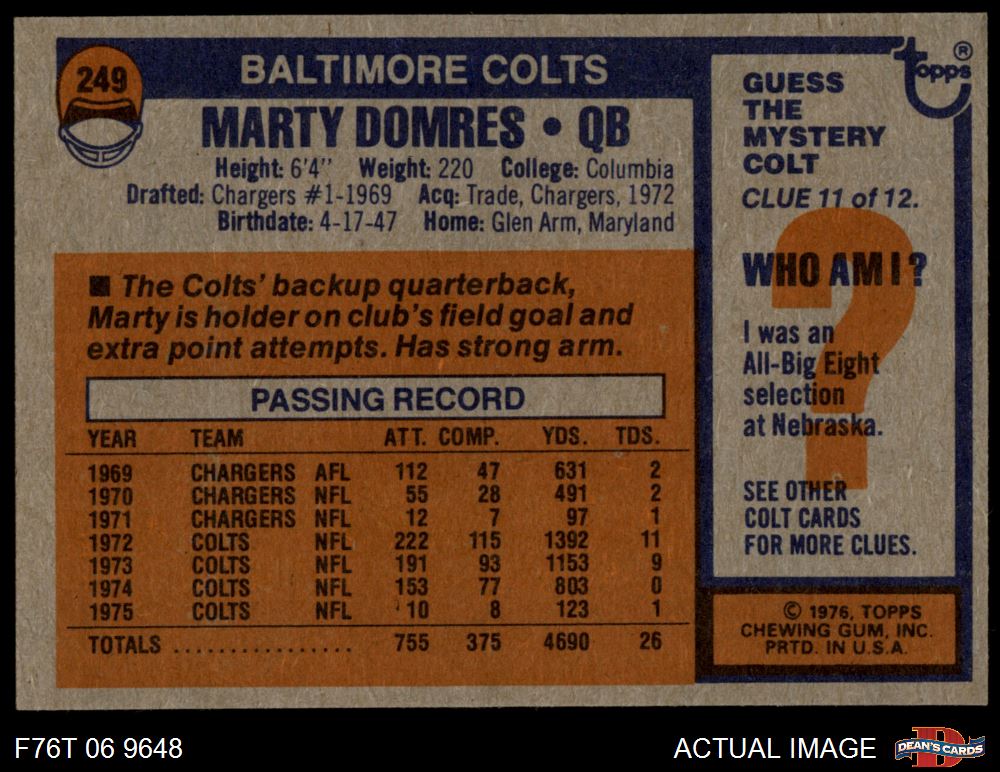 249
BALTIMORE COLTS
MARTY DOMRES • QB
Height: 6'4'' Weight: 220 College: Columbia
Drafted: Chargers #1-1969 Acq: Trade, Chargers, 1972
Birthdate: 4-17-47 Home: Glen Arm, Maryland
■ The Colts' backup quarterback,
Marty is holder on club's field goal and
extra point attempts. Has strong arm.
PASSING RECORD
YEAR TEAM ATT. COMP. YDS. TDS.
1969 CHARGERS AFL 112 47 631 2
1970 CHARGERS NFL 55 28 491 2
1971 CHARGERS NFL 12 7 97 1
1972 COLTS NFL 222 115 1392 11
1973 COLTS NFL 191 93 1153 9
1974 COLTS NFL 153 77 803 0
1975 COLTS NFL 10 8 123 1
TOTALS ................ 755 375 4690 26
Topps ®
GUESS
THE
MYSTERY
COLT
CLUE 11 of 12.
?
WHO AM I?
I was an
All-Big Eight
selection
at Nebraska.
SEE OTHER
COLT CARDS
FOR MORE CLUES.
© 1976, TOPPS
CHEWING GUM, INC.
PRTD. IN U.S.A.
F76T 06 9648
ACTUAL IMAGE
D
DEAN'S CARDS